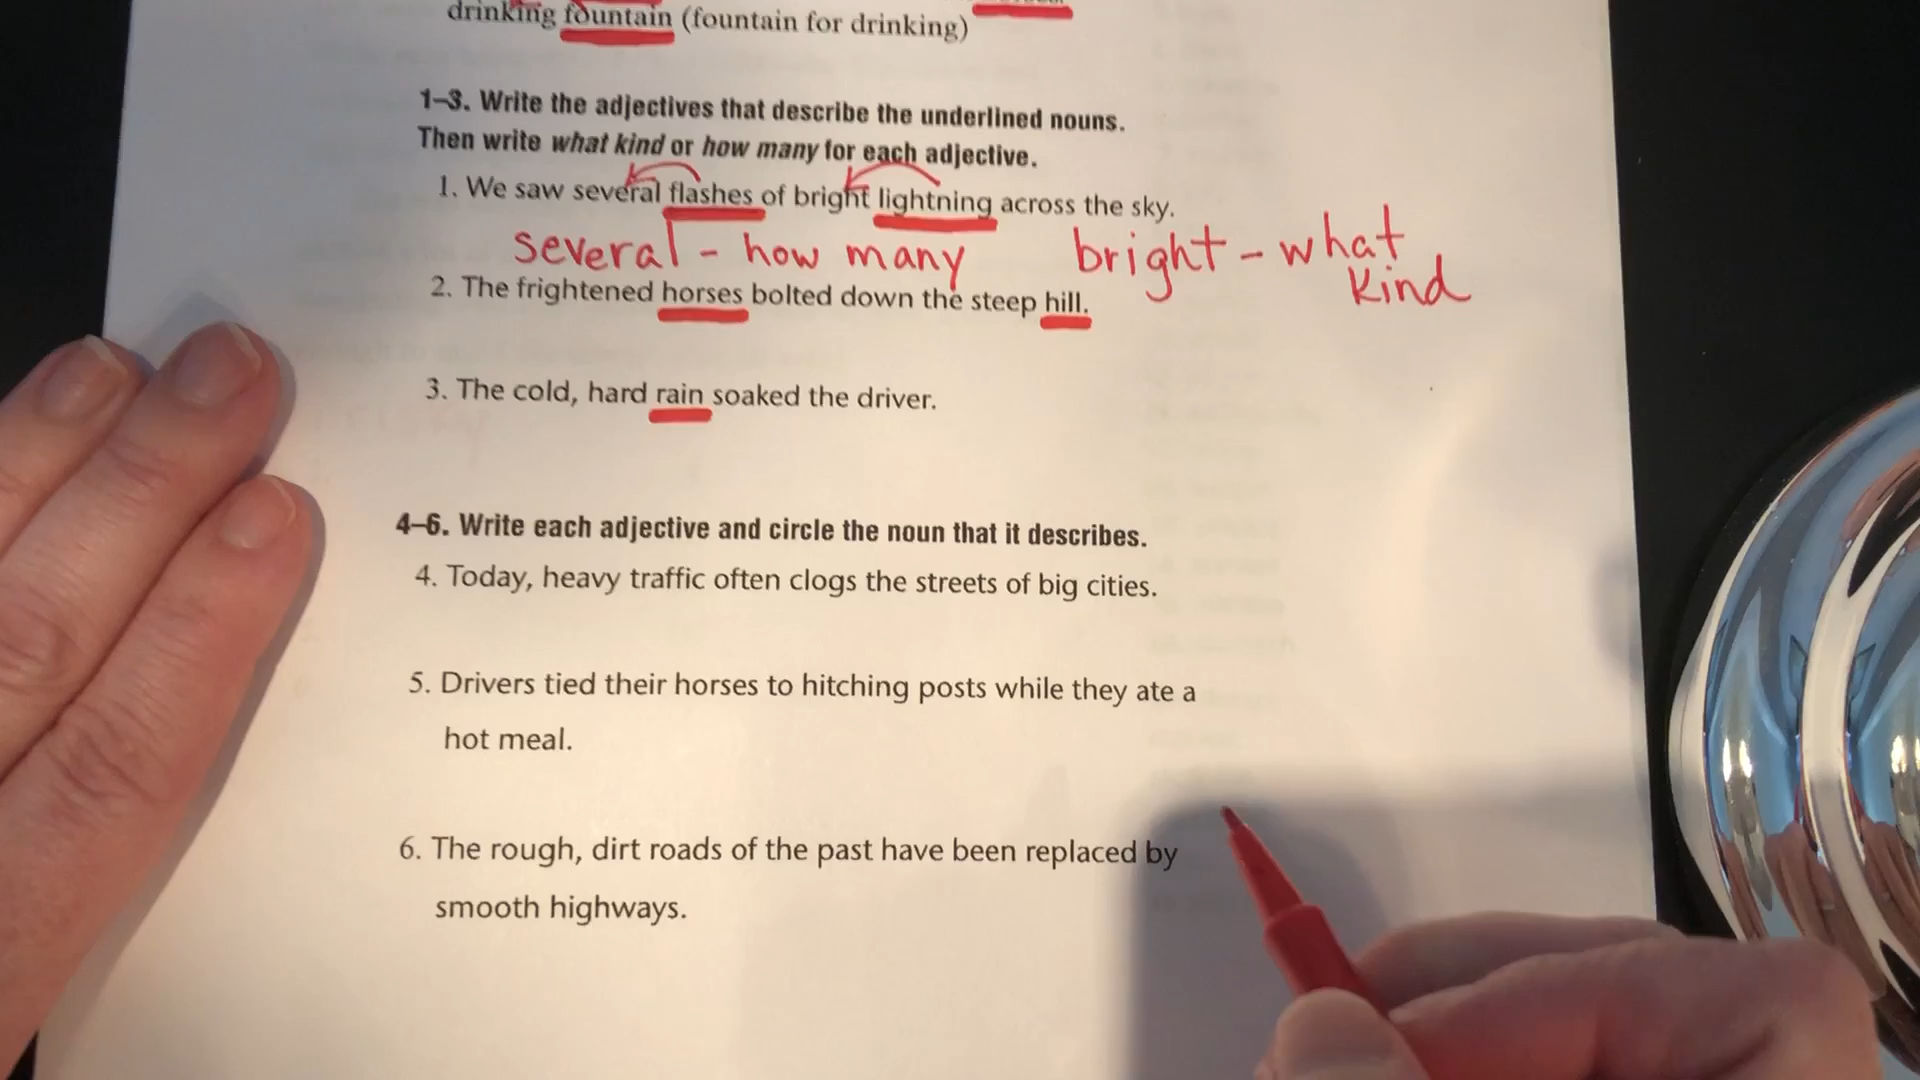 drinking fountain (fountain for drinking)
1–3. Write the adjectives that describe the underlined nouns.
Then write what kind or how many for each adjective.
1. We saw several flashes of bright lightning across the sky.
several - how many bright - what
kind
2. The frightened horses bolted down the steep hill.
3. The cold, hard rain soaked the driver.
4–6. Write each adjective and circle the noun that it describes.
4. Today, heavy traffic often clogs the streets of big cities.
5. Drivers tied their horses to hitching posts while they ate a
hot meal.
6. The rough, dirt roads of the past have been replaced by
smooth highways.